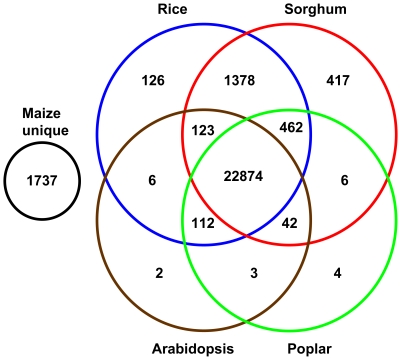 Rice Sorghum
126 1378 417
Maize
unique
123 462
1737 6 22874 6
112 42
2 3 4
Arabidopsis Poplar